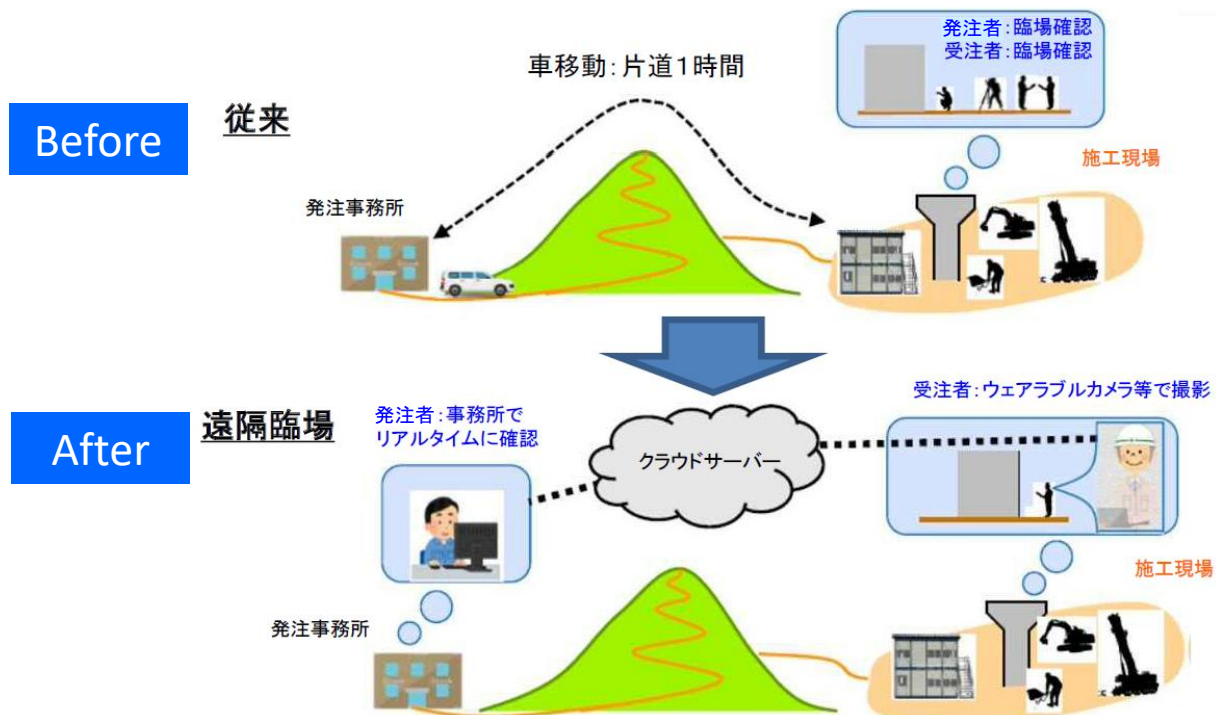 発注者:臨場確認
受注者:臨場確認
車移動:片道1時間
Before
従来
施工現場
発注事務所
After
遠隔臨場
発注者:事務所で
リアルタイムに確認
クラウドサーバー
受注者:ウェアラブルカメラ等で撮影
施工現場
発注事務所